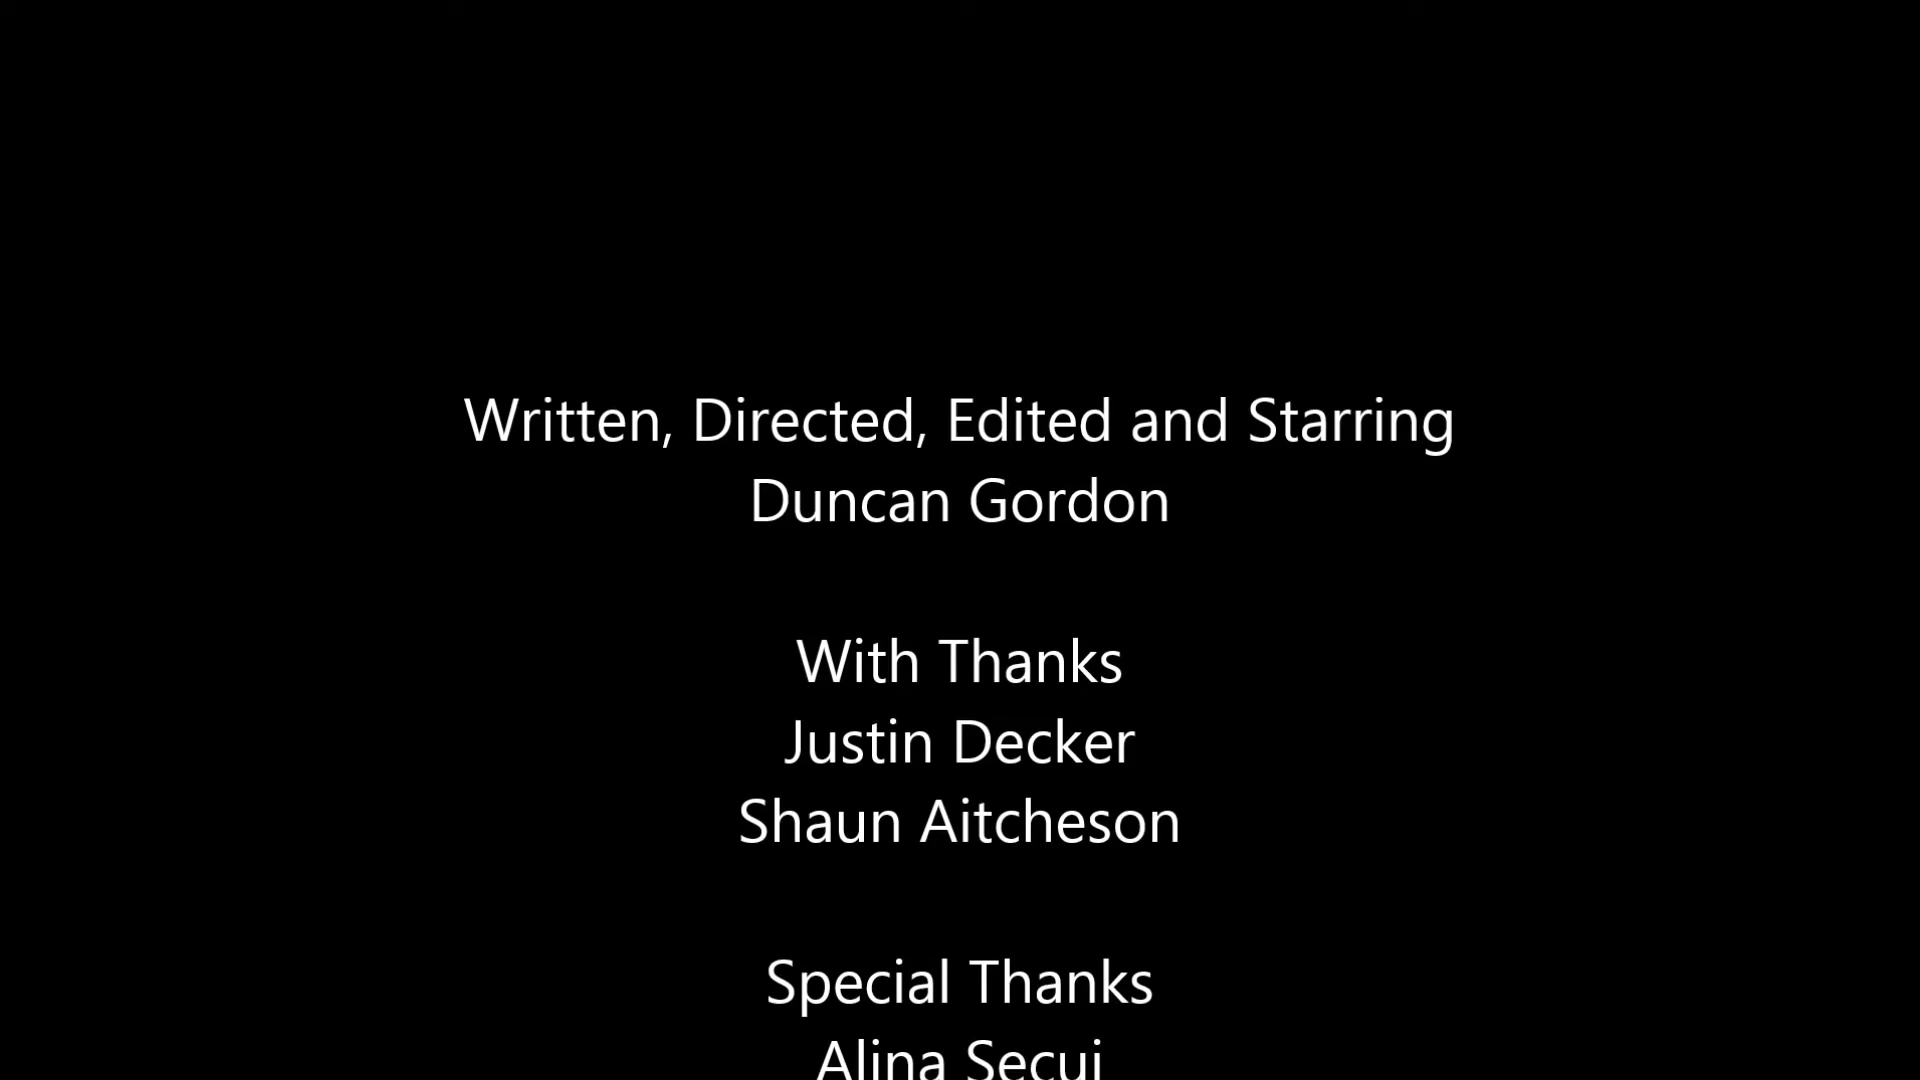 Written, Directed, Edited and Starring
Duncan Gordon
With Thanks
Justin Decker
Shaun Aitcheson
Special Thanks
Alina Secui